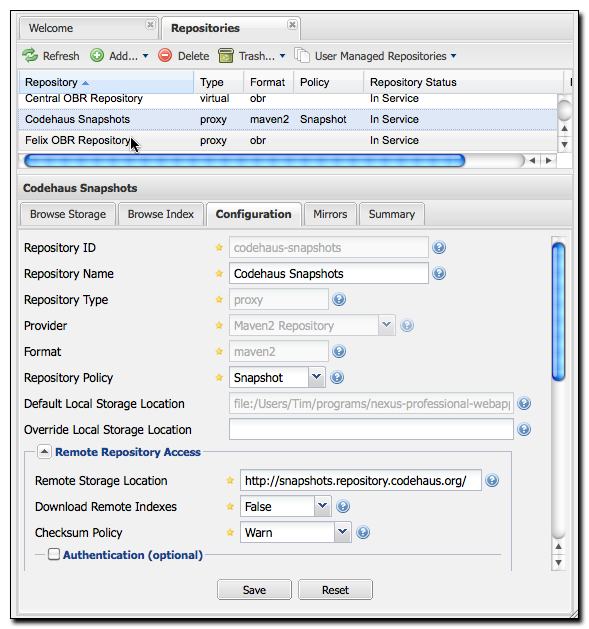 Welcome Repositories
Refresh Add... Delete Trash... User Managed Repositories
Repository Type Format Policy Repository Status
Central OBR Repository virtual obr In Service
Codehaus Snapshots proxy maven2 Snapshot In Service
Felix OBR Repository proxy obr In Service
Codehaus Snapshots
Browse Storage Browse Index Configuration Mirrors Summary
Repository ID codehaus-snapshots
Repository Name Codehaus Snapshots
Repository Type proxy
Provider Maven2 Repository
Format maven2
Repository Policy Snapshot
Default Local Storage Location file:/Users/Tim/programs/nexus-professional-webapp
Override Local Storage Location
Remote Repository Access
Remote Storage Location http://snapshots.repository.codehaus.org/
Download Remote Indexes False
Checksum Policy Warn
Authentication (optional)
Save Reset